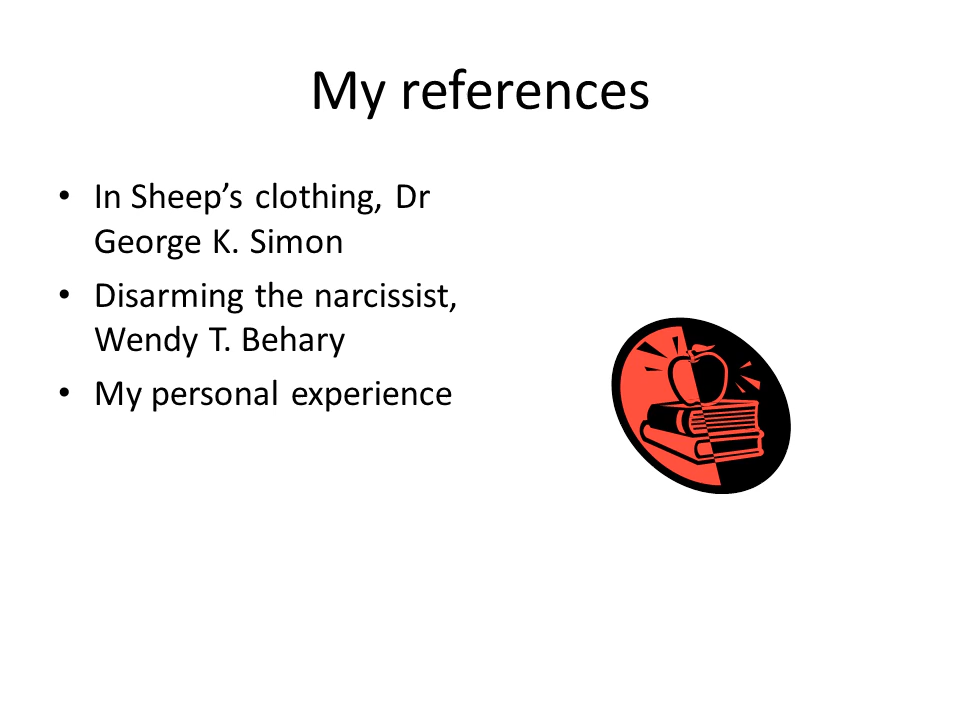 My references
• In Sheep’s clothing, Dr
George K. Simon
• Disarming the narcissist,
Wendy T. Behary
• My personal experience